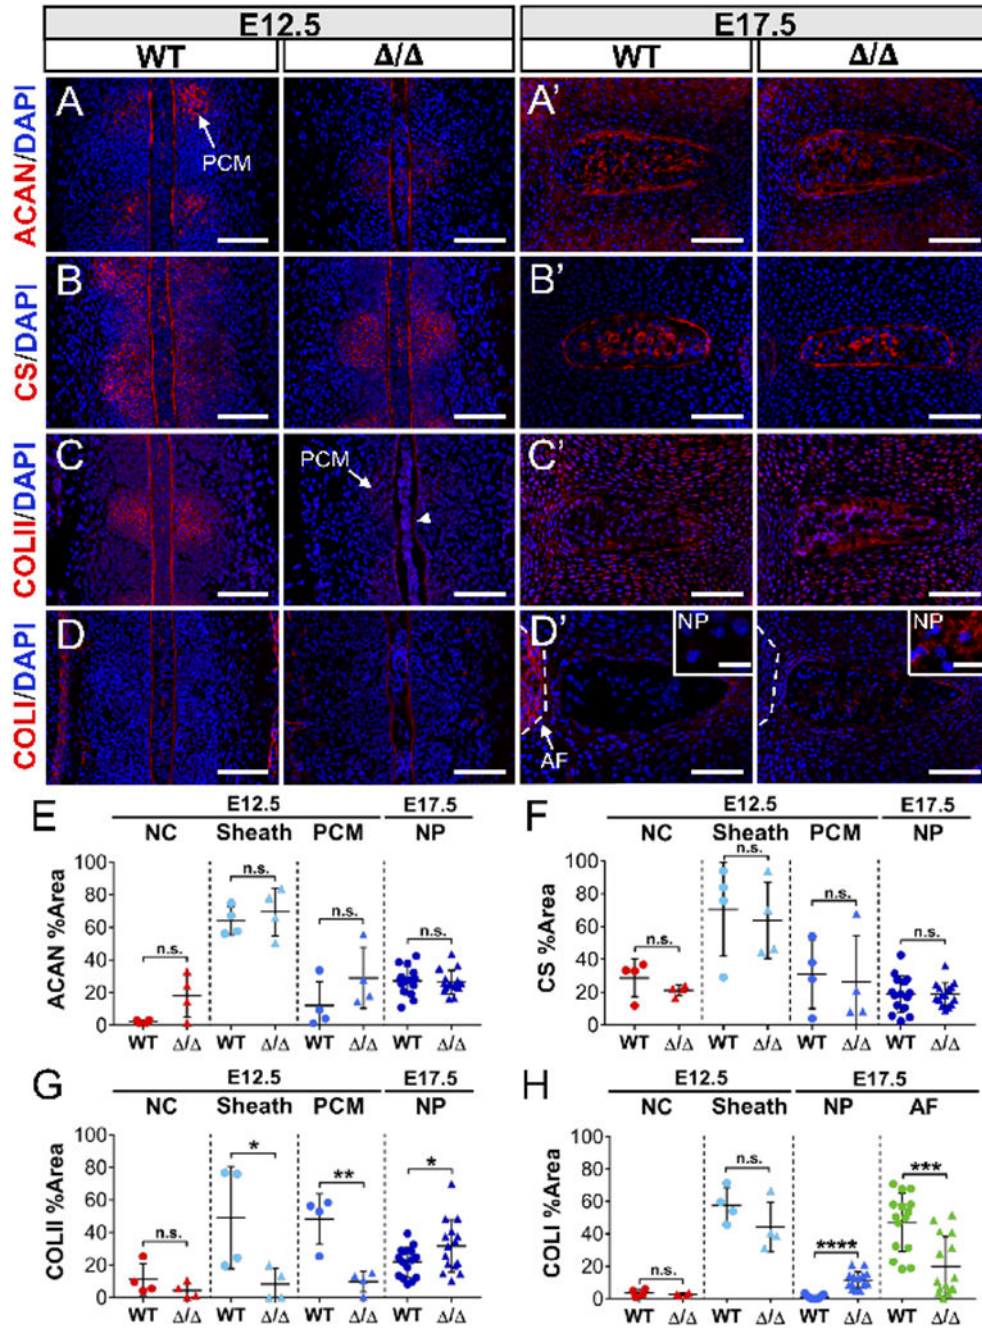 E12.5 E17.5
WT Δ/Δ WT Δ/Δ
ACAN/DAPI
A
PCM
A'
CS/DAPI
B
B'
COLII/DAPI
C
PCM
C'
COLI/DAPI
D
D'
NP
NP
AF
E
E12.5 E17.5
NC Sheath PCM NP
ACAN %Area
100
80
60
40
20
0
n.s. n.s. n.s. n.s.
WT Δ/Δ WT Δ/Δ WT Δ/Δ WT Δ/Δ
F
E12.5 E17.5
NC Sheath PCM NP
CS %Area
100
80
60
40
20
0
n.s. n.s. n.s. n.s.
WT Δ/Δ WT Δ/Δ WT Δ/Δ WT Δ/Δ
G
E12.5 E17.5
NC Sheath PCM NP
COLII %Area
100
80
60
40
20
0
n.s. * ** *
WT Δ/Δ WT Δ/Δ WT Δ/Δ WT Δ/Δ
H
E12.5 E17.5
NC Sheath NP AF
COLI %Area
100
80
60
40
20
0
n.s. n.s. **** ***
WT Δ/Δ WT Δ/Δ WT Δ/Δ WT Δ/Δ